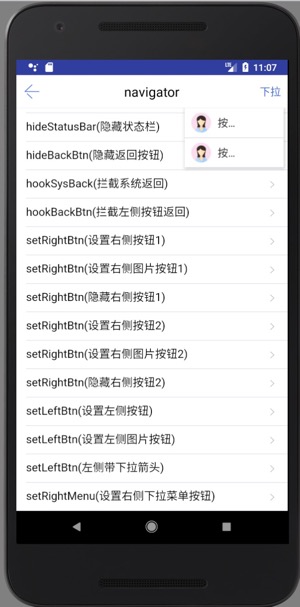 LTE 11:07
navigator 下拉
按...
按...
hideStatusBar(隐藏状态栏)
hideBackBtn(隐藏返回按钮)
hookSysBack(拦截系统返回)
hookBackBtn(拦截左侧按钮返回)
setRightBtn(设置右侧按钮1)
setRightBtn(设置右侧图片按钮1)
setRightBtn(隐藏右侧按钮1)
setRightBtn(设置右侧按钮2)
setRightBtn(设置右侧图片按钮2)
setRightBtn(隐藏右侧按钮2)
setLeftBtn(设置左侧按钮)
setLeftBtn(设置左侧图片按钮)
setLeftBtn(左侧带下拉箭头)
setRightMenu(设置右侧下拉菜单按钮)